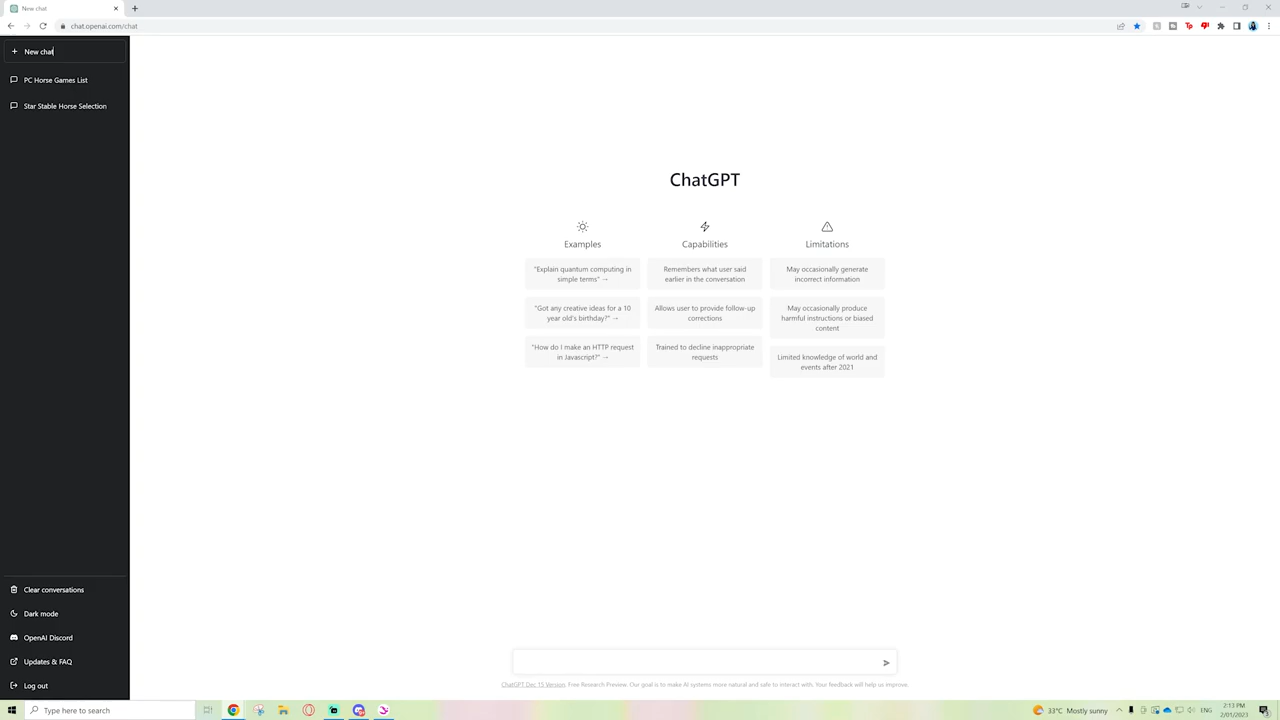 New chat
chat.openai.com/chat
New chat
PC Horse Games List
Star Stable Horse Selection
Clear conversations
Dark mode
OpenAI Discord
Updates & FAQ
Log out
ChatGPT
Examples
"Explain quantum computing in
simple terms" →
"Got any creative ideas for a 10
year old's birthday?" →
"How do I make an HTTP request
in Javascript?" →
Capabilities
Remembers what user said
earlier in the conversation
Allows user to provide follow-up
corrections
Trained to decline inappropriate
requests
Limitations
May occasionally generate
incorrect information
May occasionally produce
harmful instructions or biased
content
Limited knowledge of world and
events after 2021
ChatGPT Dec 15 Version. Free Research Preview. Our goal is to make AI systems more natural and safe to interact with. Your feedback will help us improve.
Type here to search
33°C Mostly sunny
ENG
2:13 PM
2/01/2023